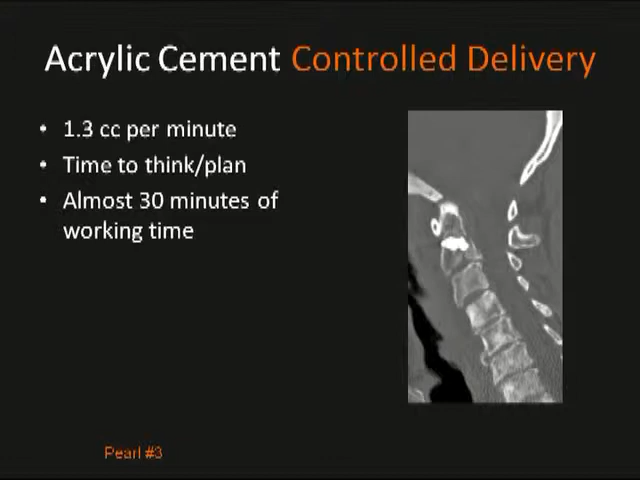 Acrylic Cement Controlled Delivery
• 1.3 cc per minute
• Time to think/plan
• Almost 30 minutes of
working time
Pearl #3